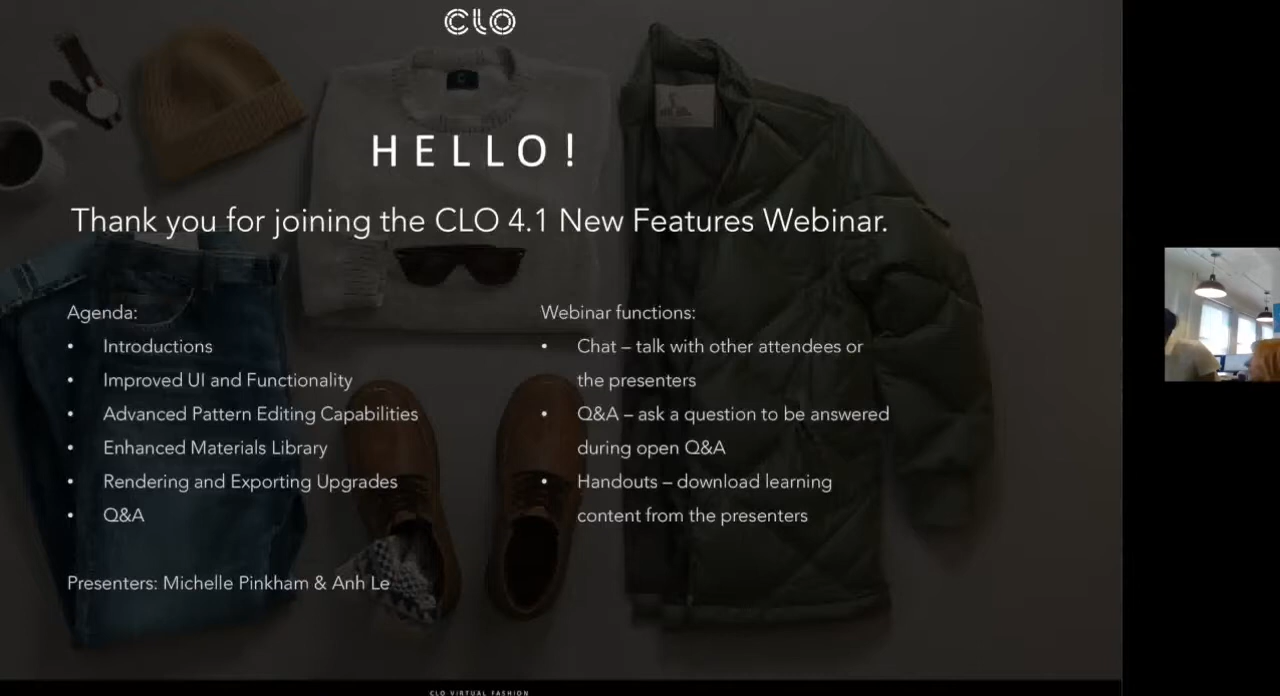 CLO
HELLO!
Thank you for joining the CLO 4.1 New Features Webinar.
Agenda:
• Introductions
• Improved UI and Functionality
• Advanced Pattern Editing Capabilities
• Enhanced Materials Library
• Rendering and Exporting Upgrades
• Q&A
Presenters: Michelle Pinkham & Anh Le
Webinar functions:
• Chat – talk with other attendees or
the presenters
• Q&A – ask a question to be answered
during open Q&A
• Handouts – download learning
content from the presenters
CLO VIRTUAL FASHION